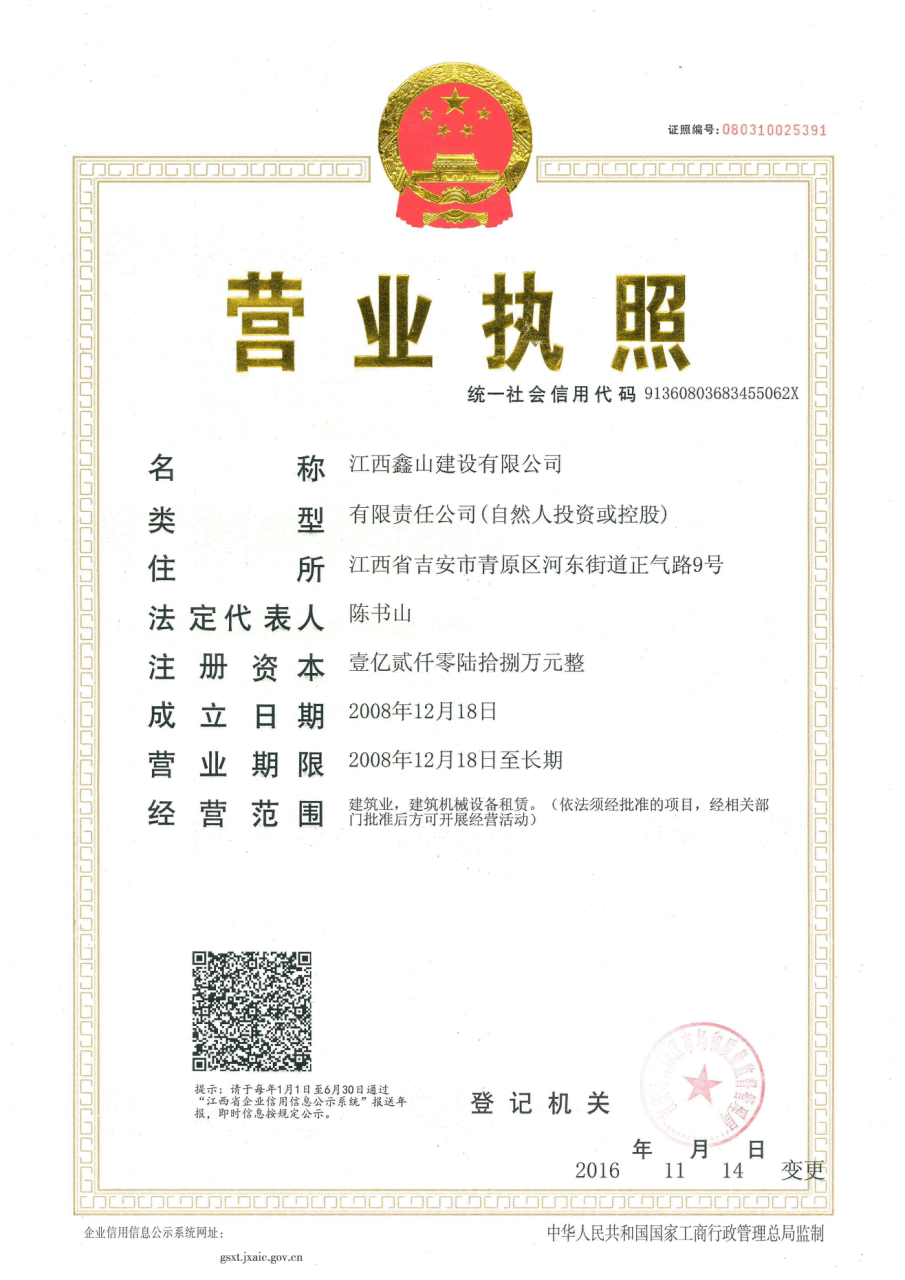 证照编号:080310025391
营业执照
统一社会信用代码 91360803683455062X
名称 江西鑫山建设有限公司
类型 有限责任公司(自然人投资或控股)
住所 江西省吉安市青原区河东街道正气路9号
法定代表人 陈书山
注册资本 壹亿贰仟零陆拾捌万元整
成立日期 2008年12月18日
营业期限 2008年12月18日至长期
经营范围 建筑业，建筑机械设备租赁。（依法须经批准的项目，经相关部
门批准后方可开展经营活动）
提示：请于每年1月1日至6月30日通过
“江西省企业信用信息公示系统”报送年
报，即时信息按规定公示。
登记机关
市场和质量监督管理局
年 月 日
2016 11 14 变更
企业信用信息公示系统网址：
gsxt.jxaic.gov.cn
中华人民共和国国家工商行政管理总局监制